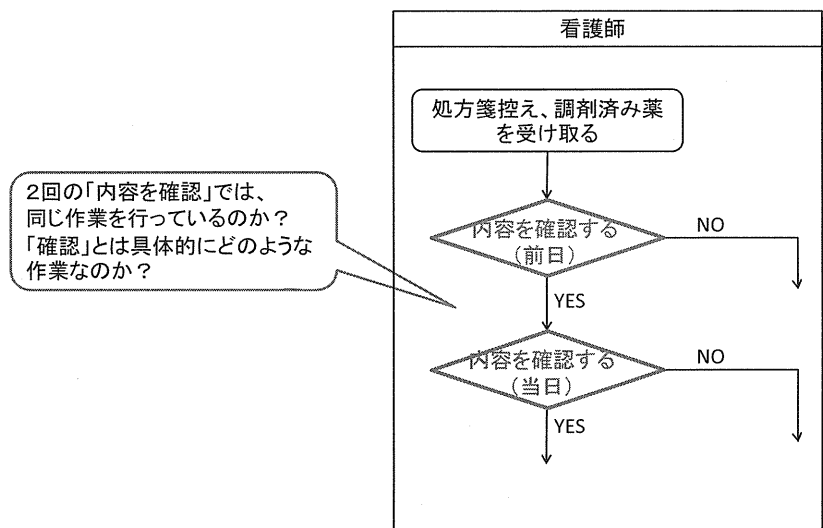 看護師
処方箋控え、調剤済み薬
を受け取る
2回の「内容を確認」では、
同じ作業を行っているのか?
「確認」とは具体的にどのような
作業なのか?
内容を確認する
(前日)
NO
YES
内容を確認する
(当日)
NO
YES